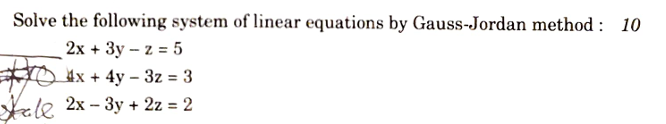 Solve the following system of linear equations by Gauss-Jordan method : 10
2x + 3y – z = 5
4x + 4y – 3z = 3
2x – 3y + 2z = 2